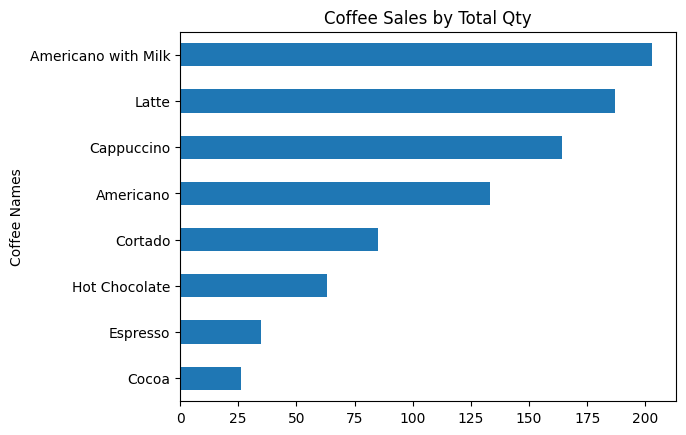 Coffee Sales by Total Qty
Coffee Names
Americano with Milk
Latte
Cappuccino
Americano
Cortado
Hot Chocolate
Espresso
Cocoa
0 25 50 75 100 125 150 175 200